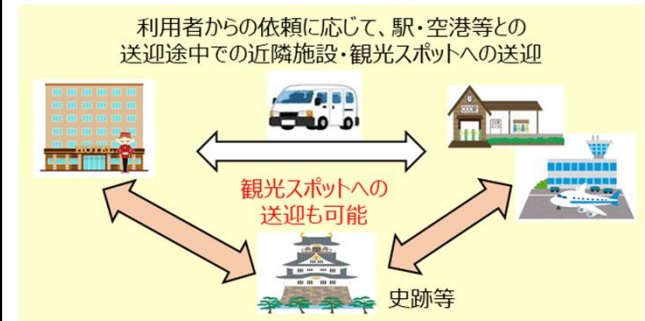 利用者からの依頼に応じて、駅・空港等との
送迎途中での近隣施設・観光スポットへの送迎
観光スポットへの
送迎も可能
史跡等